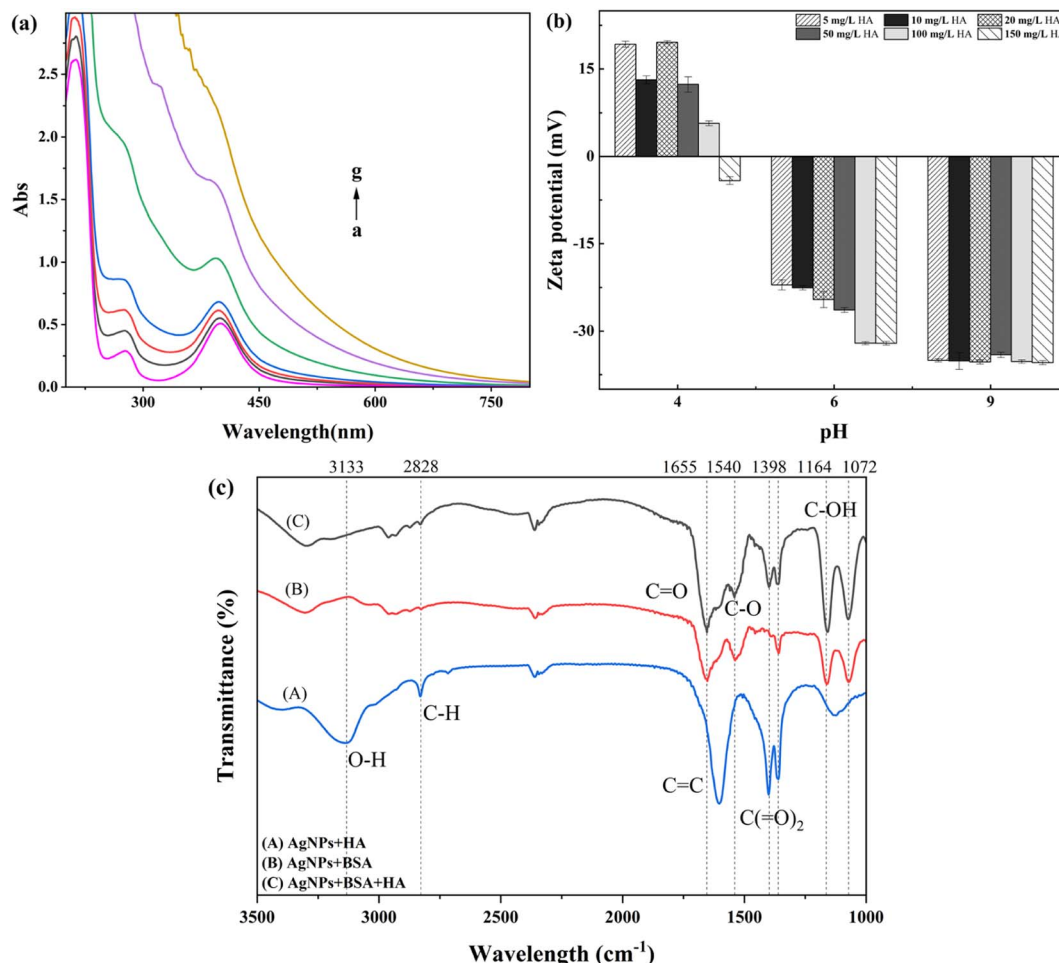 (a)
Abs
2.5
2.0
1.5
1.0
0.5
0.0
g
a
300 450 600 750
Wavelength(nm)
(b)
5 mg/L HA 10 mg/L HA 20 mg/L HA
50 mg/L HA 100 mg/L HA 150 mg/L HA
Zeta potential (mV)
15
0
-15
-30
4 6 9
pH
3133 2828 1655 1540 1398 1164 1072
(c)
(C)
C-OH
C=O
C-O
(B)
(A)
C-H
O-H
C=C
C(=O)2
Transmittance (%)
(A) AgNPs+HA
(B) AgNPs+BSA
(C) AgNPs+BSA+HA
3500 3000 2500 2000 1500 1000
Wavelength (cm-1)